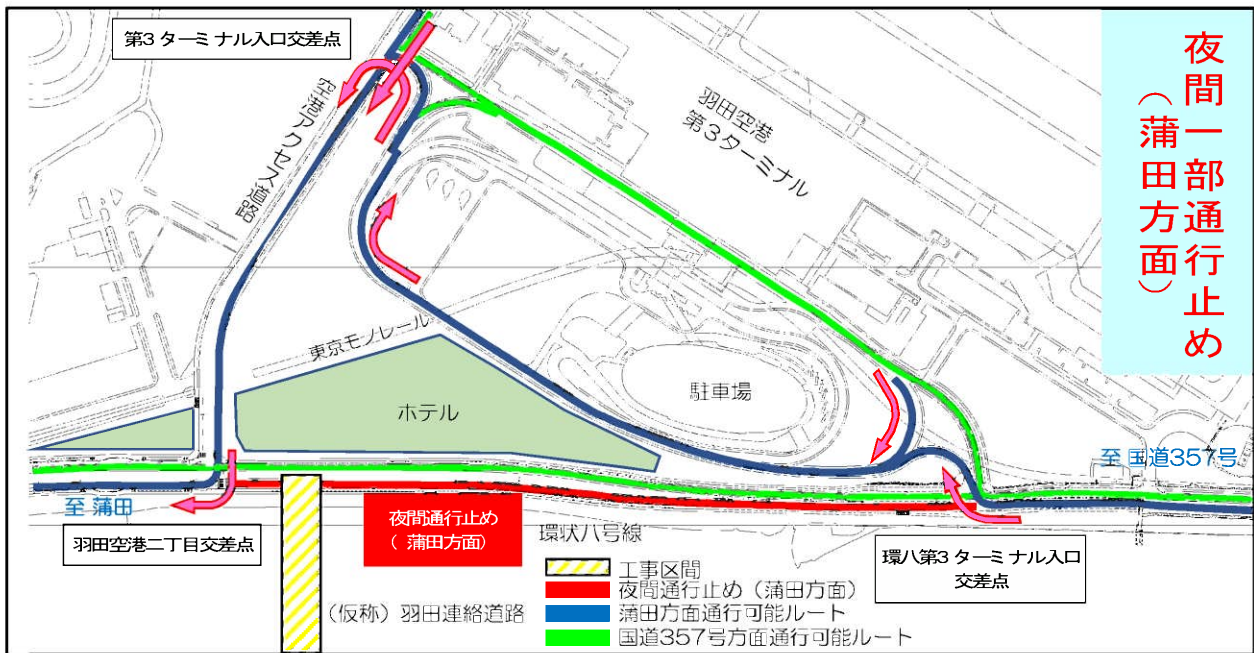 夜間一部通行止め
（蒲田方面）
第3ターミナル入口交差点
空港アクセス道路
羽田空港
第3ターミナル
東京モノレール
ホテル
駐車場
至 国道357号
至 蒲田
羽田空港二丁目交差点
夜間通行止め
（ 蒲田方面）
環状八号線
環八第3ターミナル入口
交差点
（仮称）羽田連絡道路
工事区間
夜間通行止め（蒲田方面）
蒲田方面通行可能ルート
国道357号方面通行可能ルート